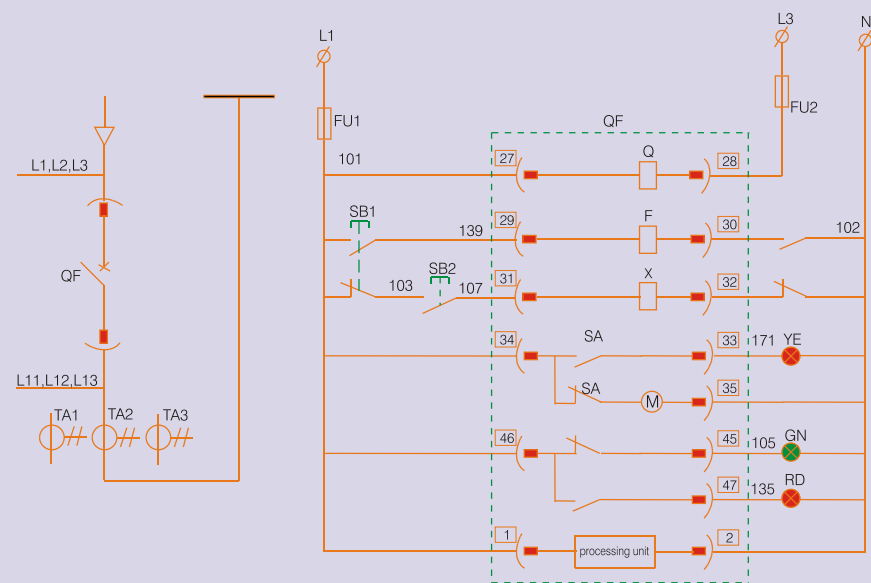 L3
N
L1
FU2
FU1
QF
101
27
Q
28
L1,L2,L3
SB1
139
29
F
30
102
QF
103
SB2
107
31
X
32
34
SA
33
171
YE
L11,L12,L13
SA
M
35
TA1
TA2
TA3
46
45
105
GN
47
135
RD
1
processing unit
2